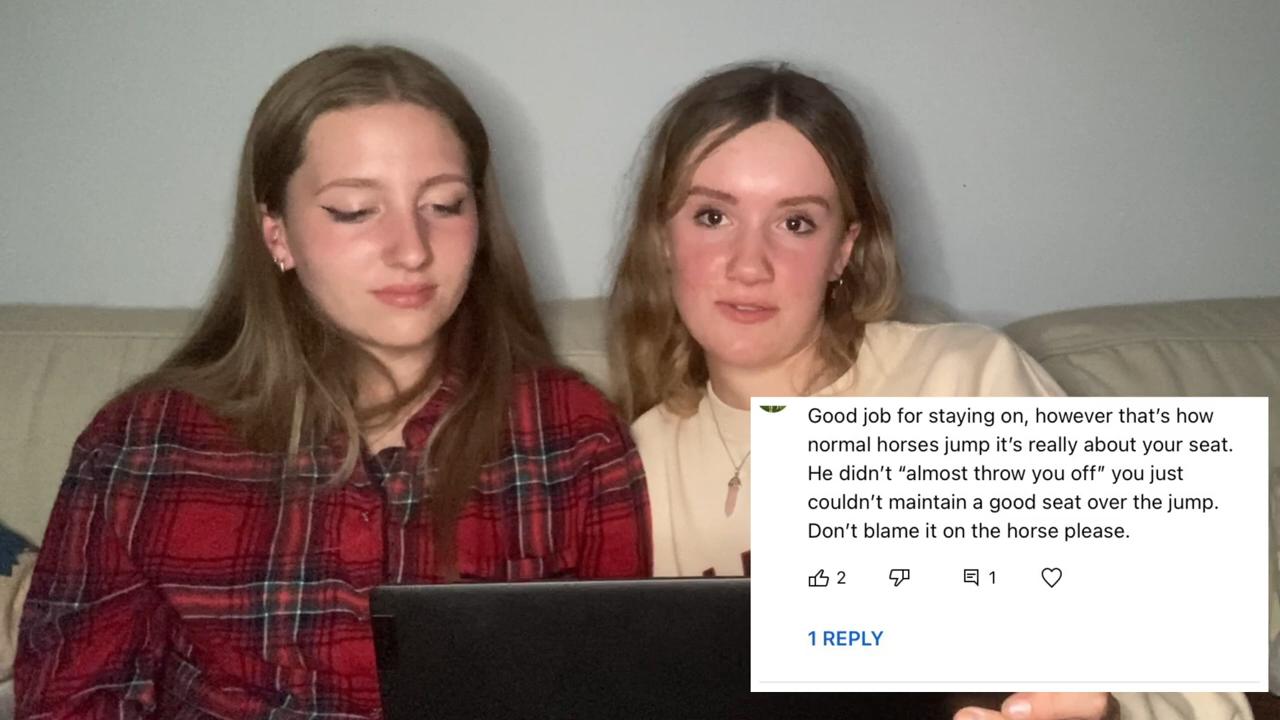 Good job for staying on, however that’s how
normal horses jump it’s really about your seat.
He didn’t “almost throw you off” you just
couldn’t maintain a good seat over the jump.
Don’t blame it on the horse please.
2
1
1 REPLY